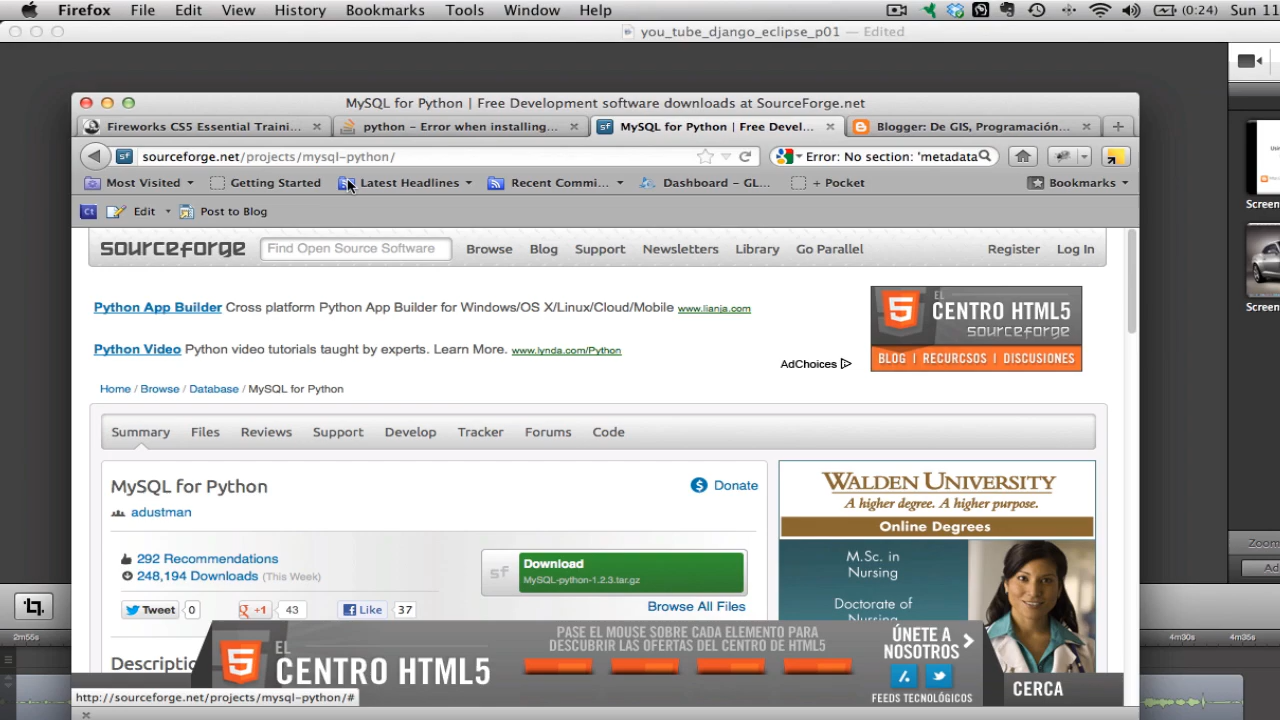 Firefox File Edit View History Bookmarks Tools Window Help (0:24) Sun 11
you_tube_django_eclipse_p01 — Edited
MySQL for Python | Free Development software downloads at SourceForge.net
Fireworks CS5 Essential Traini... python – Error when installing... MySQL for Python | Free Devel... Blogger: De GIS, Programación...
sourceforge.net/projects/mysql-python/ Error: No section: 'metadata
Most Visited Getting Started Latest Headlines Recent Commi... Dashboard – GL... + Pocket Bookmarks
Edit Post to Blog
sourceforge Find Open Source Software Browse Blog Support Newsletters Library Go Parallel Register Log In
Python App Builder Cross platform Python App Builder for Windows/OS X/Linux/Cloud/Mobile www.lianja.com
EL CENTRO HTML5
sourceforge
BLOG | RECURCSOS | DISCUSIONES
Python Video Python video tutorials taught by experts. Learn More. www.lynda.com/Python
AdChoices
Home / Browse / Database / MySQL for Python
Summary Files Reviews Support Develop Tracker Forums Code
MySQL for Python
Donate
adustman
292 Recommendations
248,194 Downloads (This Week)
sf Download
MySQL-python-1.2.3.tar.gz
Browse All Files
Tweet 0 +1 43 Like 37
WALDEN UNIVERSITY
A higher degree. A higher purpose.
Online Degrees
M.Sc. in
Nursing
Doctorate of
Descriptio
EL
CENTRO HTML5
PASE EL MOUSE SOBRE CADA ELEMENTO PARA
DESCUBRIR LAS OFERTAS DEL CENTRO DE HTML5
ÚNETE A
NOSOTROS
FEEDS TECNOLÓGICOS
CERCA
http://sourceforge.net/projects/mysql-python/#
Screen
Screen
Zoom
Ad
2m55s
4m30s 4m35s